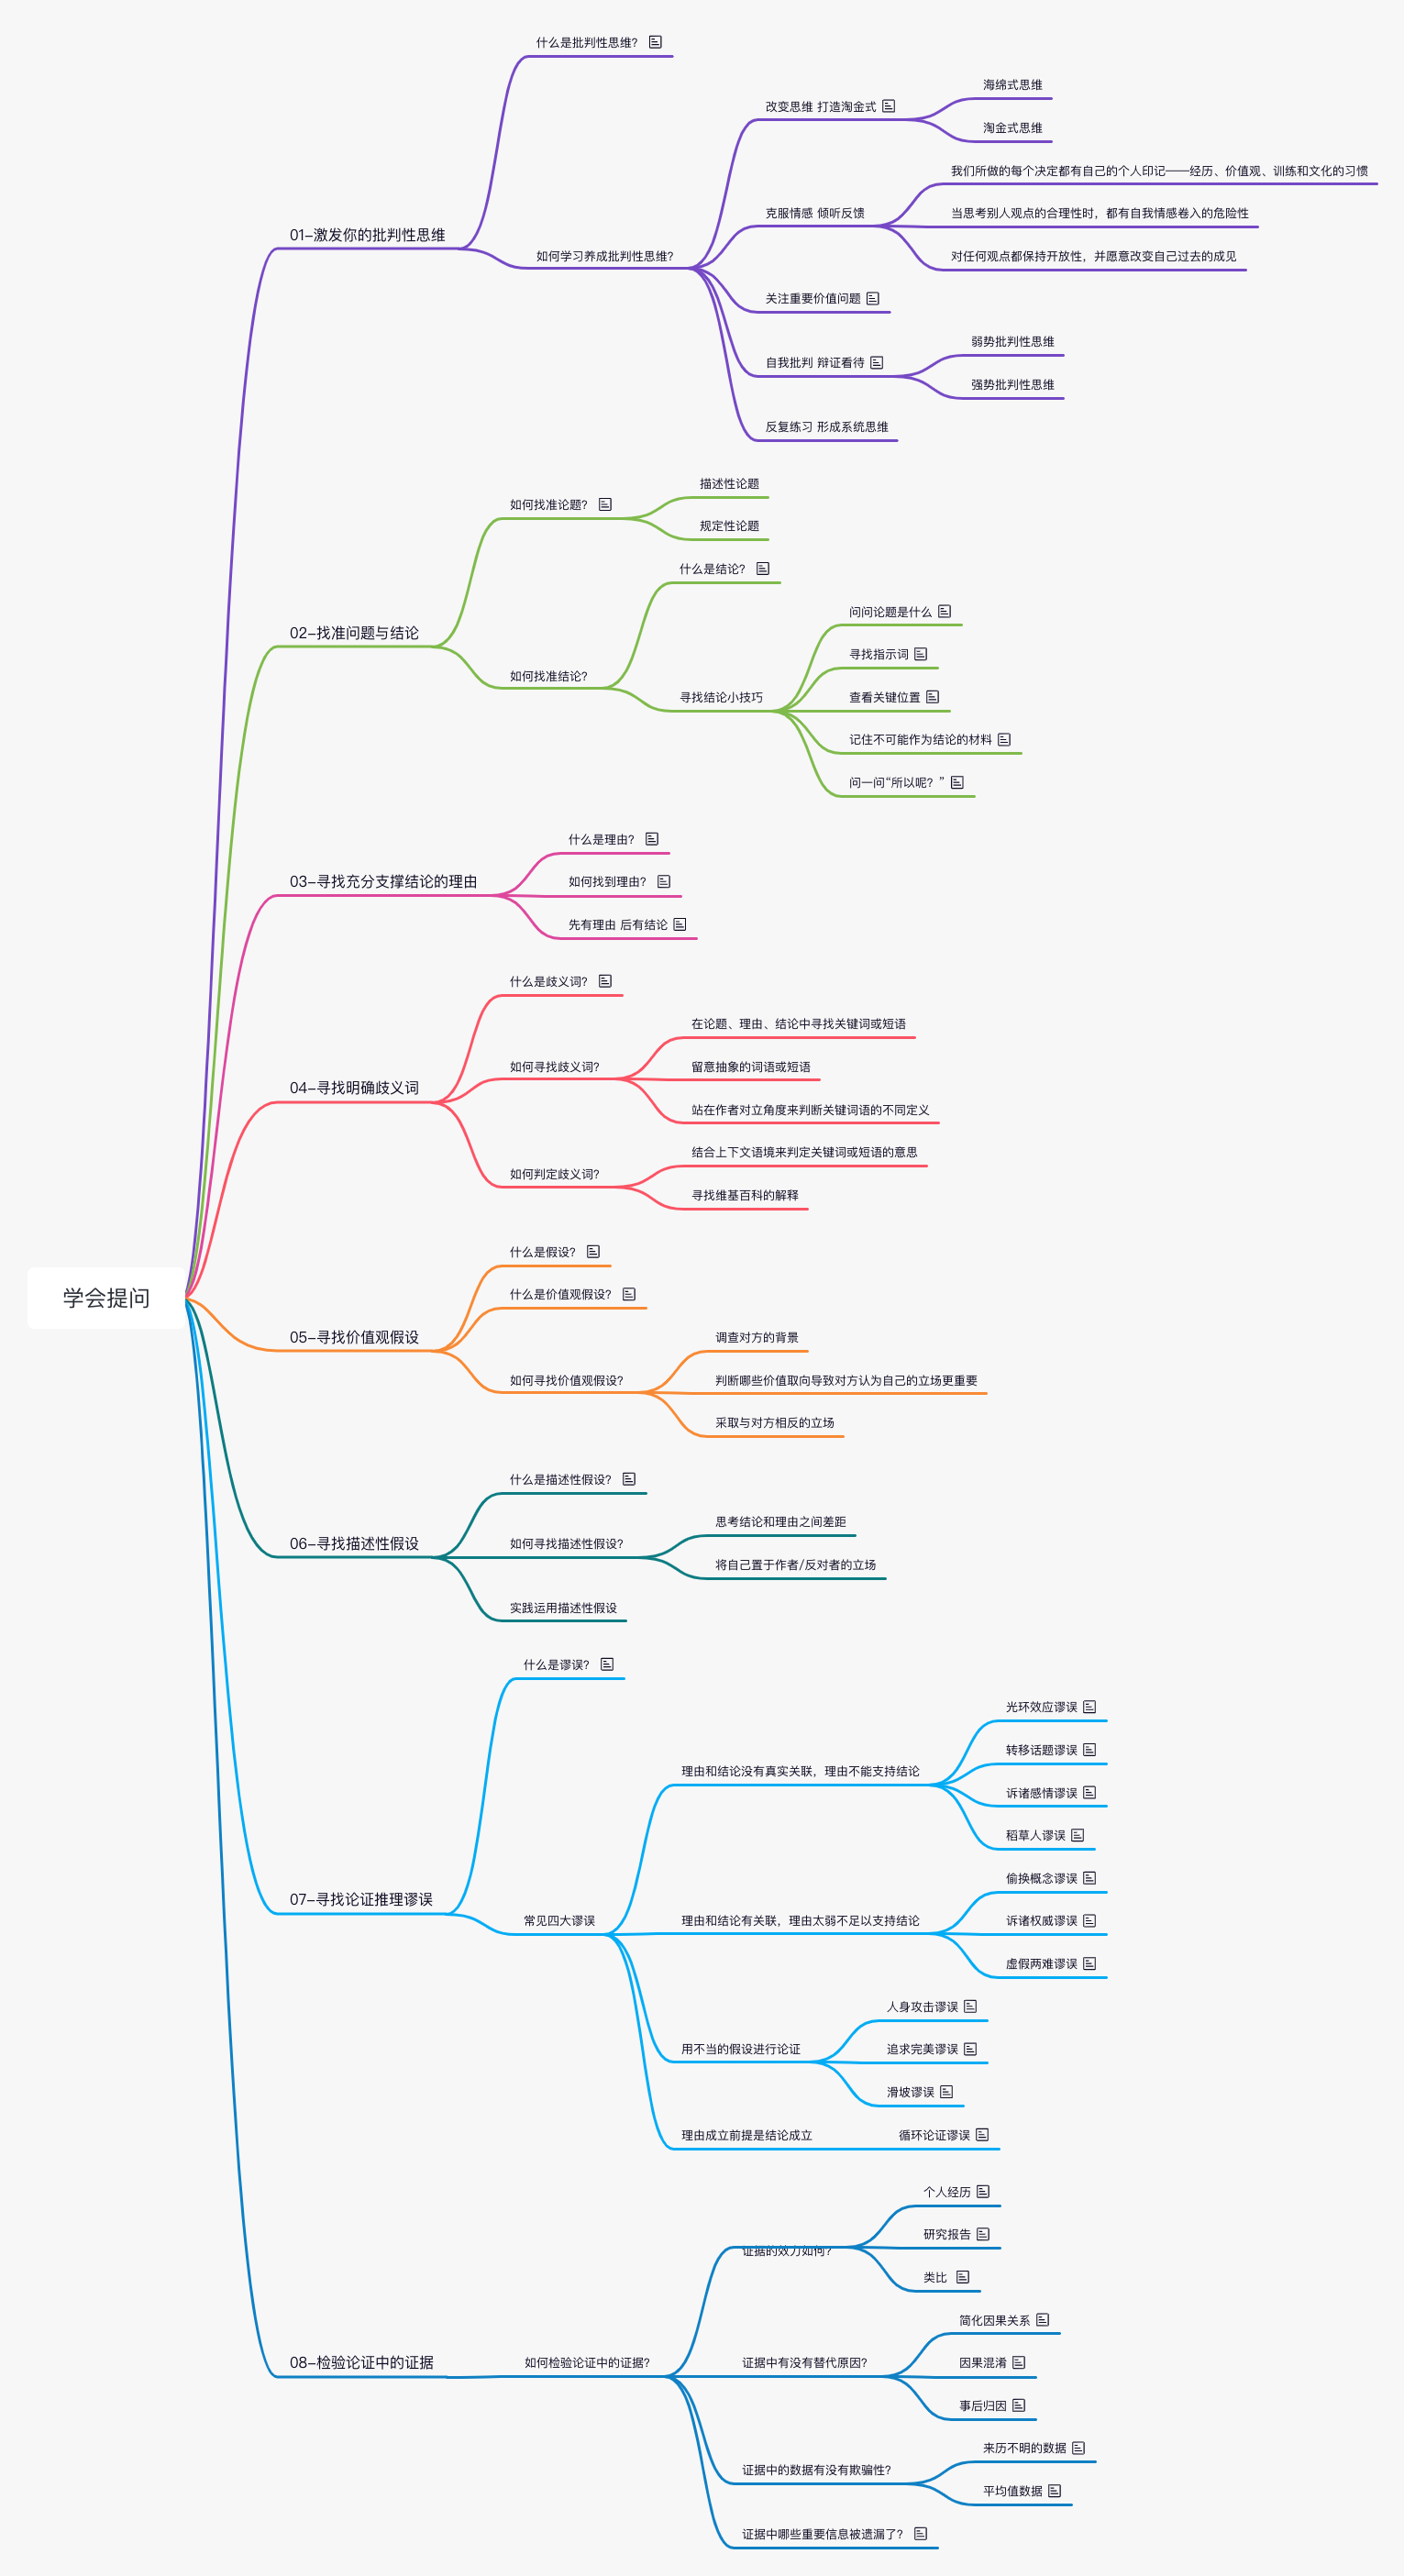 学会提问
01-激发你的批判性思维
什么是批判性思维？
如何学习养成批判性思维？
改变思维 打造淘金式
海绵式思维
淘金式思维
克服情感 倾听反馈
我们所做的每个决定都有自己的个人印记——经历、价值观、训练和文化的习惯
当思考别人观点的合理性时，都有自我情感卷入的危险性
对任何观点都保持开放性，并愿意改变自己过去的成见
关注重要价值问题
自我批判 辩证看待
弱势批判性思维
强势批判性思维
反复练习 形成系统思维
02-找准问题与结论
如何找准论题？
描述性论题
规定性论题
如何找准结论？
什么是结论？
寻找结论小技巧
问问论题是什么
寻找指示词
查看关键位置
记住不可能作为结论的材料
问一问“所以呢？”
03-寻找充分支撑结论的理由
什么是理由？
如何找到理由？
先有理由 后有结论
04-寻找明确歧义词
什么是歧义词？
如何寻找歧义词？
在论题、理由、结论中寻找关键词或短语
留意抽象的词语或短语
站在作者对立角度来判断关键词语的不同定义
如何判定歧义词？
结合上下文语境来判定关键词或短语的意思
寻找维基百科的解释
05-寻找价值观假设
什么是假设？
什么是价值观假设？
如何寻找价值观假设？
调查对方的背景
判断哪些价值取向导致对方认为自己的立场更重要
采取与对方相反的立场
06-寻找描述性假设
什么是描述性假设？
如何寻找描述性假设？
思考结论和理由之间差距
将自己置于作者/反对者的立场
实践运用描述性假设
07-寻找论证推理谬误
什么是谬误？
常见四大谬误
理由和结论没有真实关联，理由不能支持结论
光环效应谬误
转移话题谬误
诉诸感情谬误
稻草人谬误
理由和结论有关联，理由太弱不足以支持结论
偷换概念谬误
诉诸权威谬误
虚假两难谬误
用不当的假设进行论证
人身攻击谬误
追求完美谬误
滑坡谬误
理由成立前提是结论成立
循环论证谬误
08-检验论证中的证据
如何检验论证中的证据？
证据的效力如何？
个人经历
研究报告
类比
证据中有没有替代原因？
简化因果关系
因果混淆
事后归因
证据中的数据有没有欺骗性？
来历不明的数据
平均值数据
证据中哪些重要信息被遗漏了？